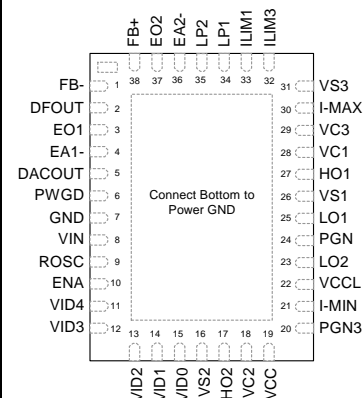 FB+ EO2 EA2- LP2 LP1 ILIM1 ILIM3
38 37 36 35 34 33 32
FB- 1
DFOUT 2
EO1 3
EA1- 4
DACOUT 5
PWGD 6
GND 7
VIN 8
ROSC 9
ENA 10
VID4 11
VID3 12
Connect Bottom to
Power GND
31 VS3
30 I-MAX
29 VC3
28 VC1
27 HO1
26 VS1
25 LO1
24 PGN
23 LO2
22 VCCL
21 I-MIN
20 PGN3
13 14 15 16 17 18 19
VID2 VID1 VID0 VS2 HO2 VC2 VCC